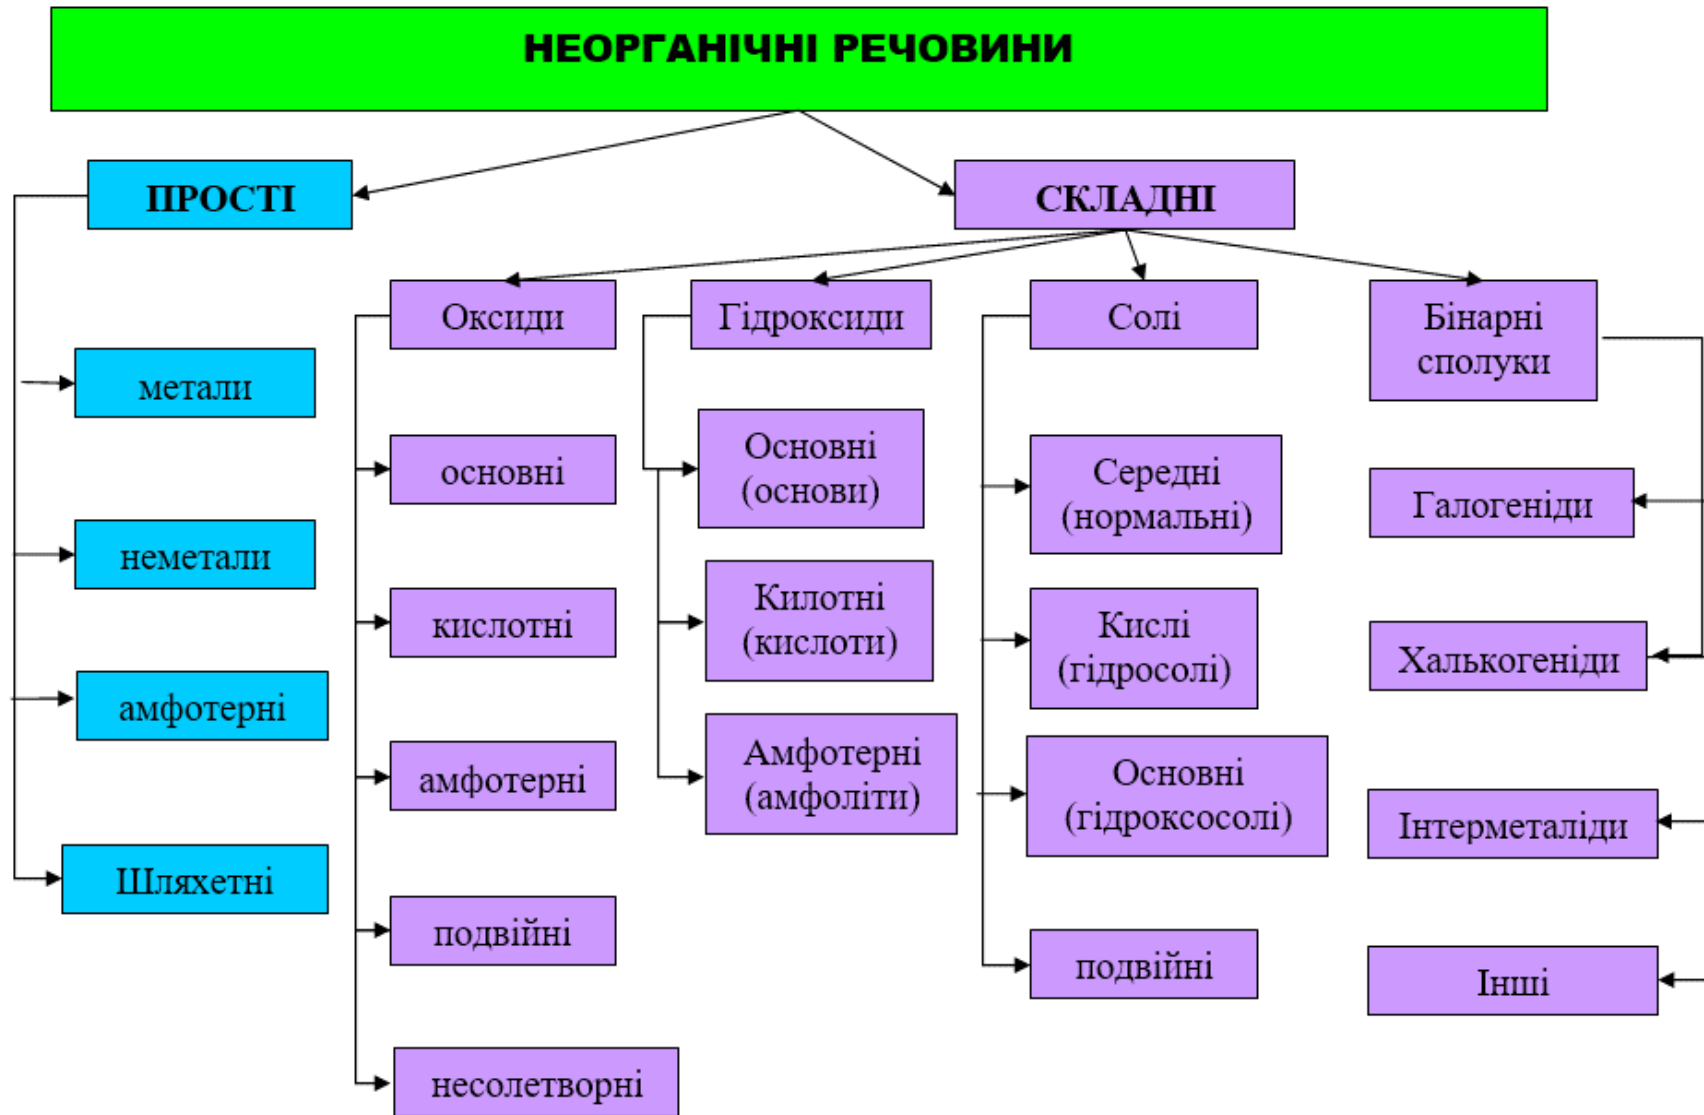 НЕОРГАНІЧНІ РЕЧОВИНИ
ПРОСТІ
СКЛАДНІ
метали
неметали
амфотерні
Шляхетні
Оксиди
основні
кислотні
амфотерні
подвійні
несолетворні
Гідроксиди
Основні
(основи)
Килотні
(кислоти)
Амфотерні
(амфоліти)
Солі
Середні
(нормальні)
Кислі
(гідросолі)
Основні
(гідроксосолі)
подвійні
Бінарні
сполуки
Галогеніди
Халькогеніди
Інтерметаліди
Інші